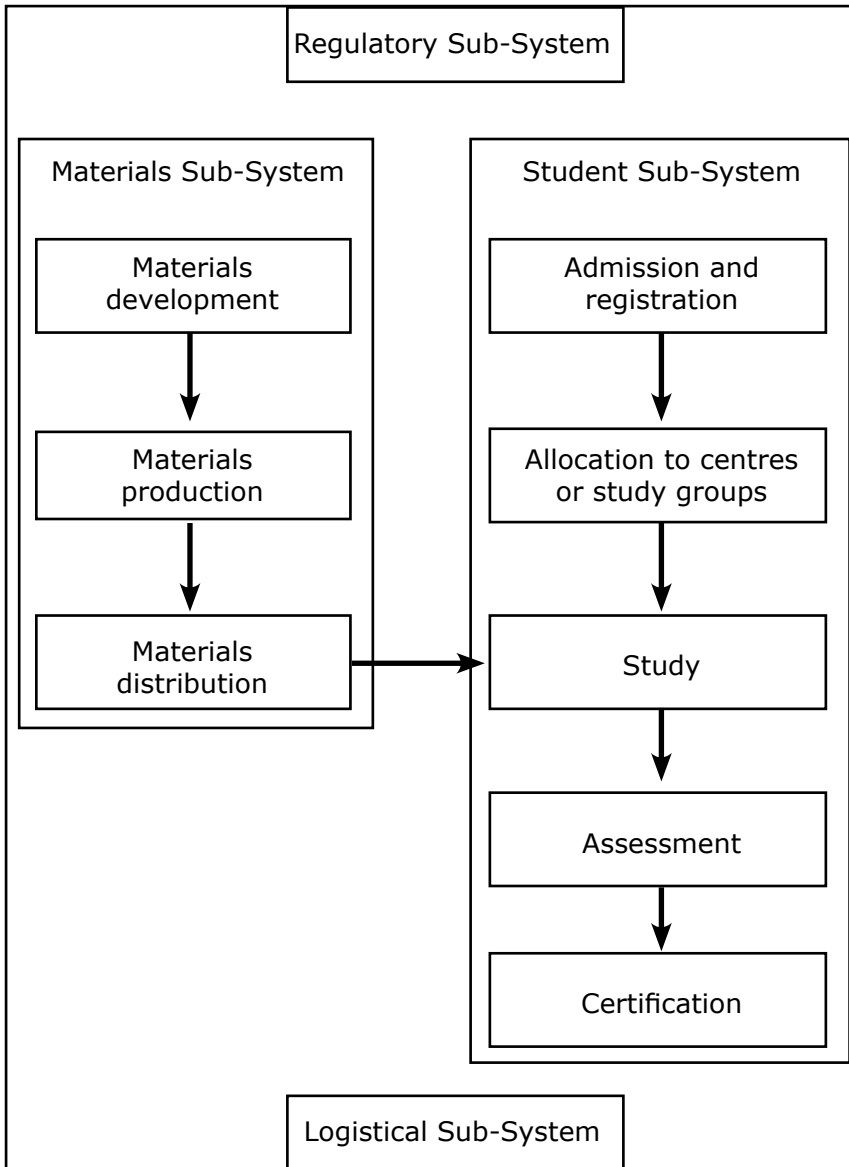 Regulatory Sub-System
Materials Sub-System
Materials
development
Materials
production
Materials
distribution
Student Sub-System
Admission and
registration
Allocation to centres
or study groups
Study
Assessment
Certification
Logistical Sub-System